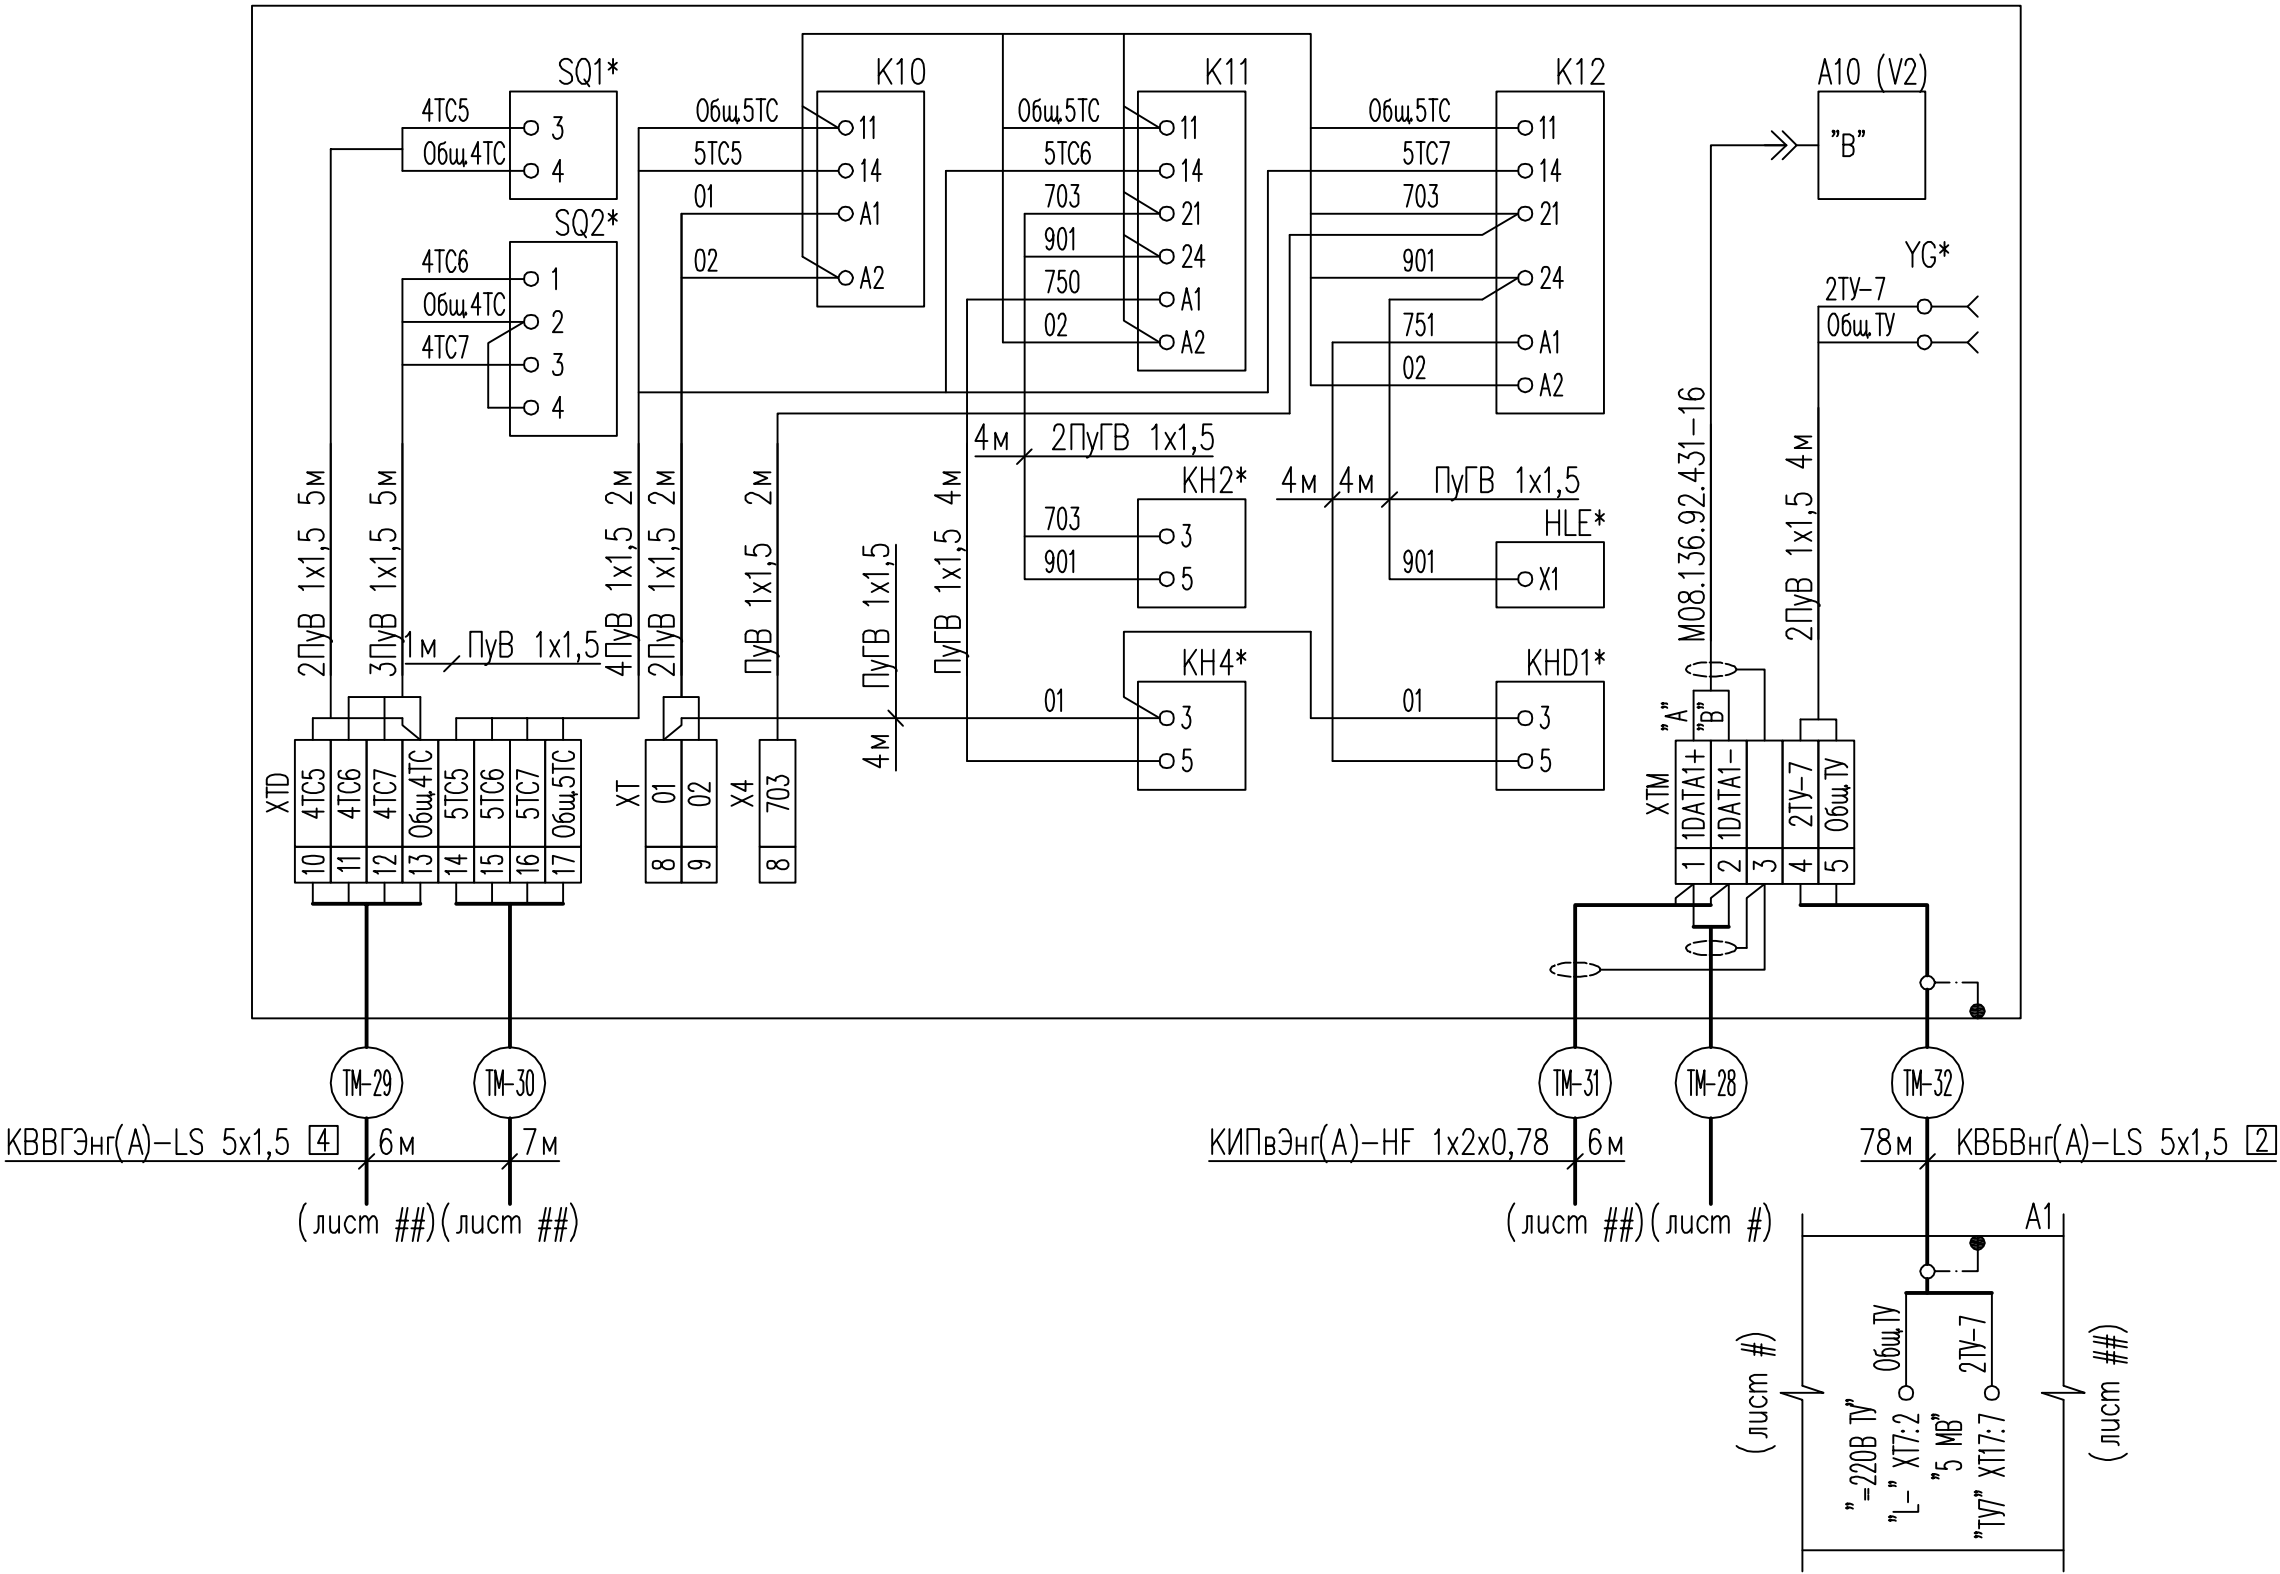 SQ1*
4ТС5
3
Общ.4ТС
4
SQ2*
4ТС6
1
Общ.4ТС
2
4ТС7
3
4
К10
Общ.5ТС
11
5ТС5
14
01
А1
02
А2
К11
Общ.5ТС
11
5ТС6
14
703
21
901
24
750
А1
02
А2
К12
Общ.5ТС
11
5ТС7
14
703
21
901
24
751
А1
02
А2
А10 (V2)
"В"
YG*
2ТУ-7
Общ.ТУ
2ПуВ 1х1,5 5м
3ПуВ 1х1,5 5м
1м ПуВ 1х1,5
4ПуВ 1х1,5 2м
2ПуВ 1х1,5 2м
ПуВ 1х1,5 2м
ПуГВ 1х1,5
4м
ПуГВ 1х1,5 4м
4м 2ПуГВ 1х1,5
КН2*
703
3
901
5
4м 4м ПуГВ 1х1,5
HLE*
901
Х1
КН4*
01
3
5
KHD1*
01
3
5
М08.136.92.431-16
2ПуВ 1х1,5 4м
"А"
"В"
XTD
4ТС5
4ТС6
4ТС7
Общ.4ТС
5ТС5
5ТС6
5ТС7
Общ.5ТС
10
11
12
13
14
15
16
17
ХТ
01
02
8
9
Х4
703
8
ХТМ
1DATA1+
1DATA1-
2ТУ-7
Общ.ТУ
1
2
3
4
5
ТМ-29
ТМ-30
ТМ-31
ТМ-28
ТМ-32
КВВГЭнг(А)-LS 5х1,5 4 6м
7м
КИПвЭнг(А)-HF 1х2х0,78 6м
78м КВБВнг(А)-LS 5х1,5 2
(лист ##)
(лист ##)
(лист ##)
(лист #)
А1
(лист #)
Общ.ТУ
2ТУ-7
"=220В ТУ"
"L-" ХТ7:2
"5 МВ"
"ТУ7" ХТ17:7
(лист ##)